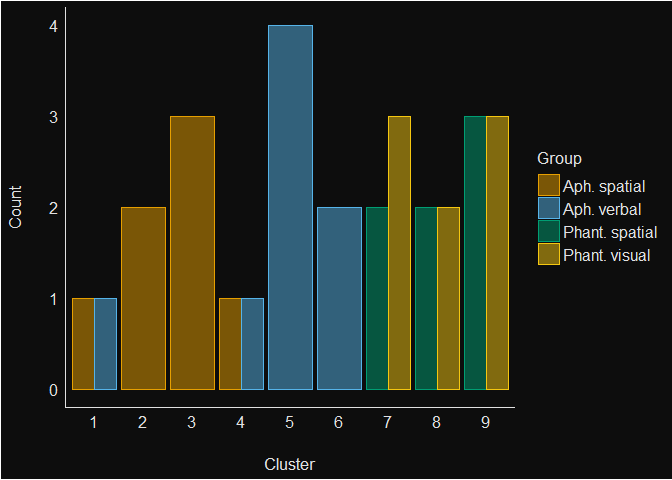 4
3
2
1
0
Count
1 2 3 4 5 6 7 8 9
Cluster
Group
Aph. spatial
Aph. verbal
Phant. spatial
Phant. visual